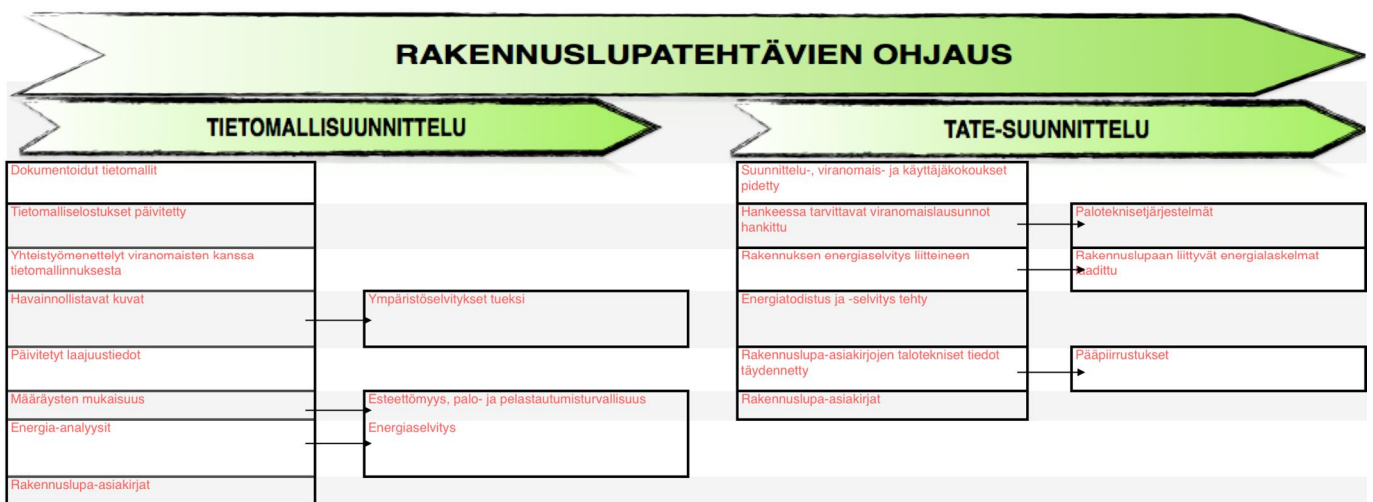 RAKENNUSLUPATEHTÄVIEN OHJAUS
TIETOMALLISUUNNITTELU
Dokumentoidut tietomallit
Tietomalliselostukset päivitetty
Yhteistyömenettelyt viranomaisten kanssa
tietomallinnuksesta
Havainnollistavat kuvat
Ympäristöselvitykset tueksi
Päivitetyt laajuustiedot
Määräysten mukaisuus
Esteettömyys, palo- ja pelastautumisturvallisuus
Energia-analyysit
Energiaselvitys
Rakennuslupa-asiakirjat
TATE-SUUNNITTELU
Suunnittelu-, viranomais- ja käyttäjäkokoukset
pidetty
Hankeessa tarvittavat viranomaislausunnot
hankittu
Paloteknisetjärjestelmät
Rakennuksen energiaselvitys liitteineen
Rakennuslupaan liittyvät energialaskelmat
laadittu
Energiatodistus ja -selvitys tehty
Rakennuslupa-asiakirjojen talotekniset tiedot
täydennetty
Pääpiirrustukset
Rakennuslupa-asiakirjat